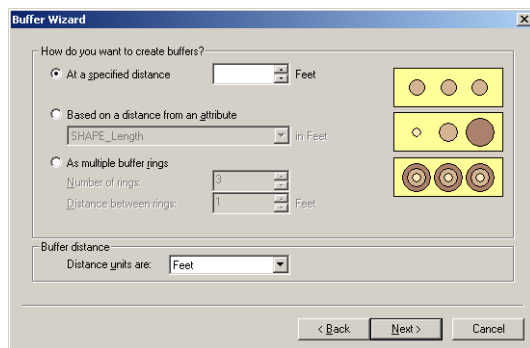 Buffer Wizard
How do you want to create buffers?
At a specified distance
Feet
Based on a distance from an attribute
SHAPE_Length
in Feet
As multiple buffer rings
Number of rings:
3
Distance between rings:
1
Feet
Buffer distance
Distance units are:
Feet
< Back
Next >
Cancel